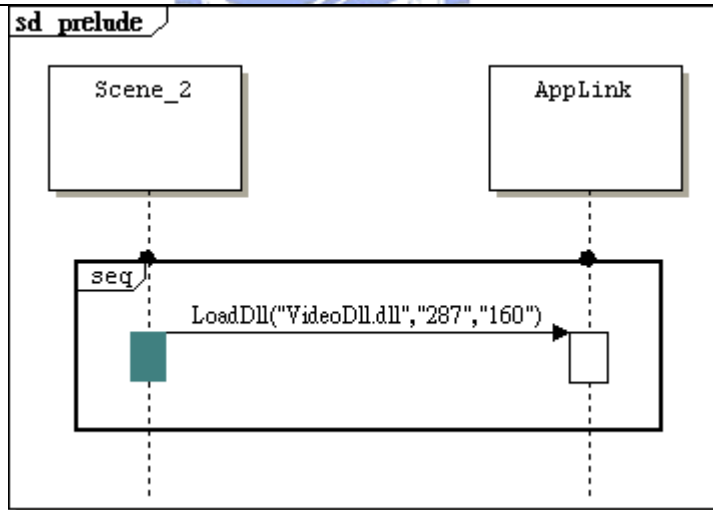 sd prelude
Scene_2
AppLink
seq
LoadDll("VideoDll.dll","287","160")